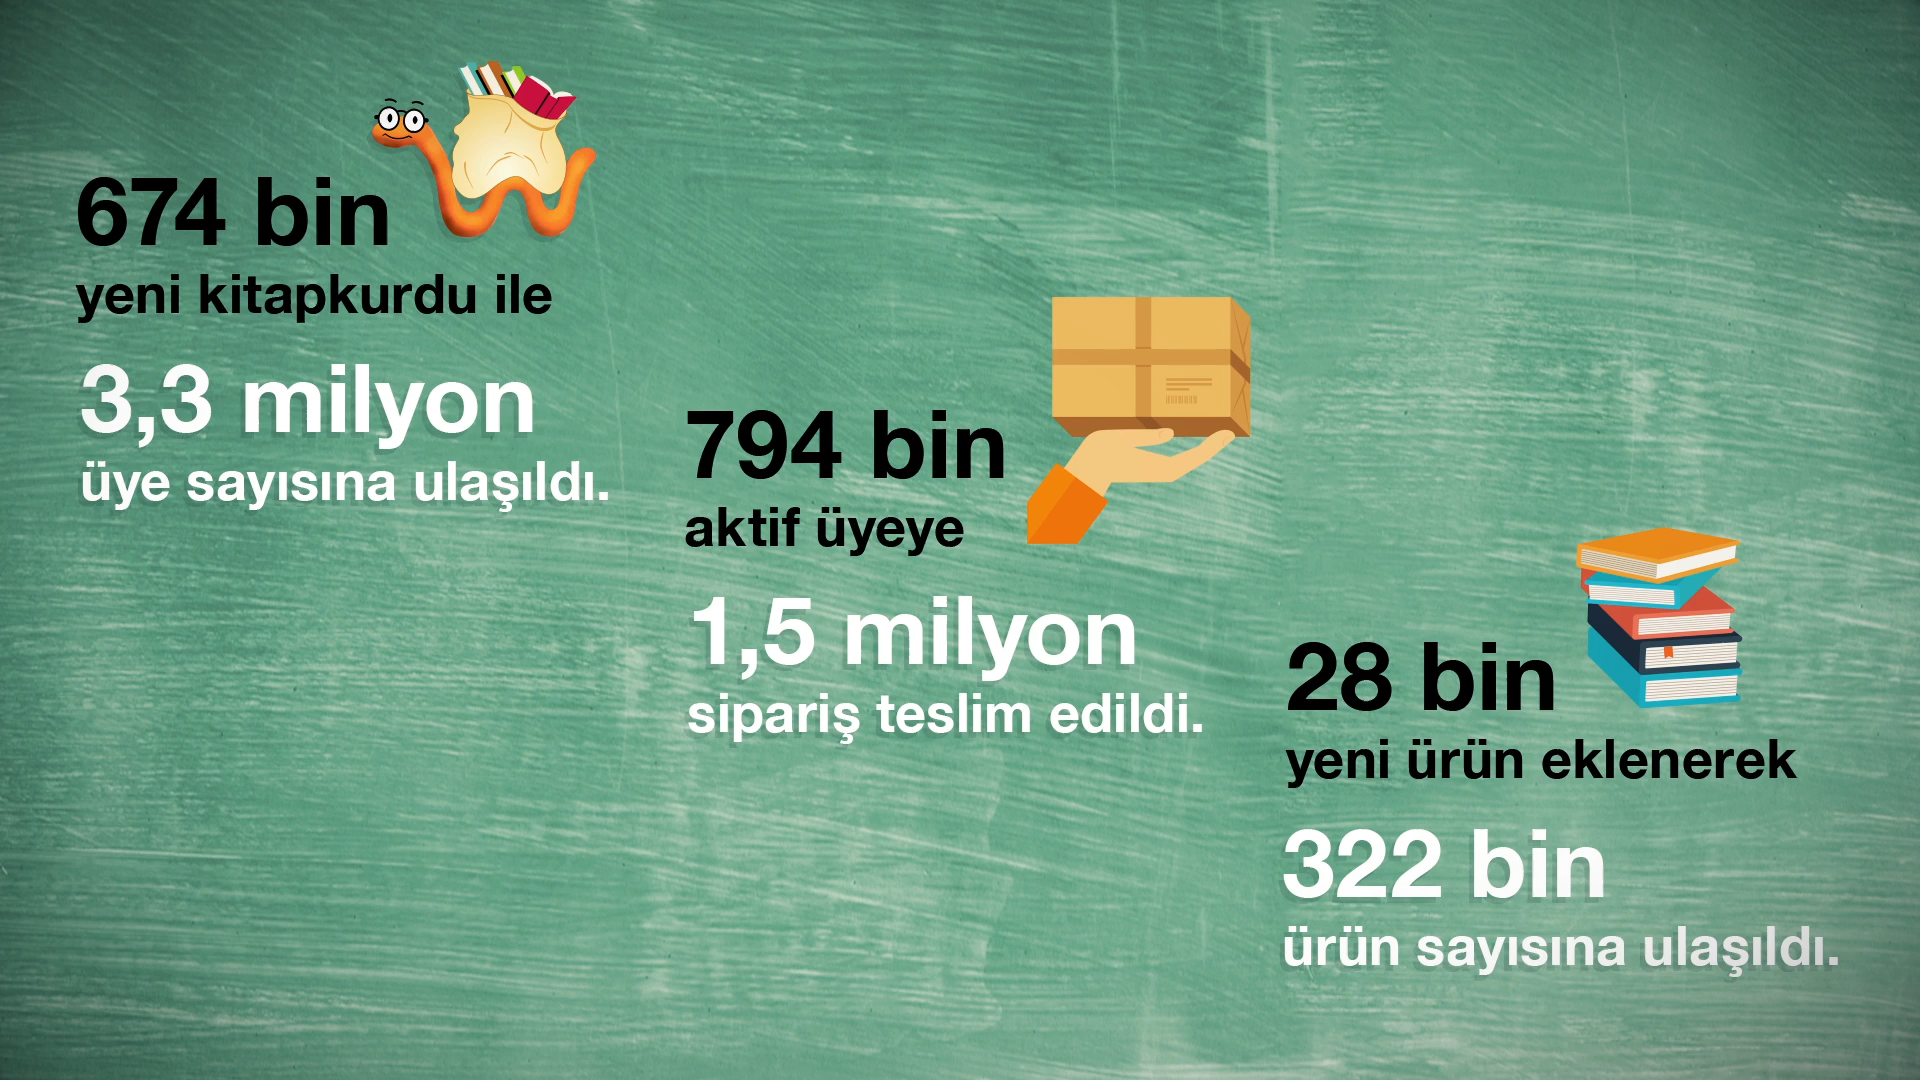 674 bin
yeni kitapkurdu ile
3,3 milyon
üye sayısına ulaşıldı.
794 bin
aktif üyeye
1,5 milyon
sipariş teslim edildi.
28 bin
yeni ürün eklenerek
322 bin
ürün sayısına ulaşıldı.